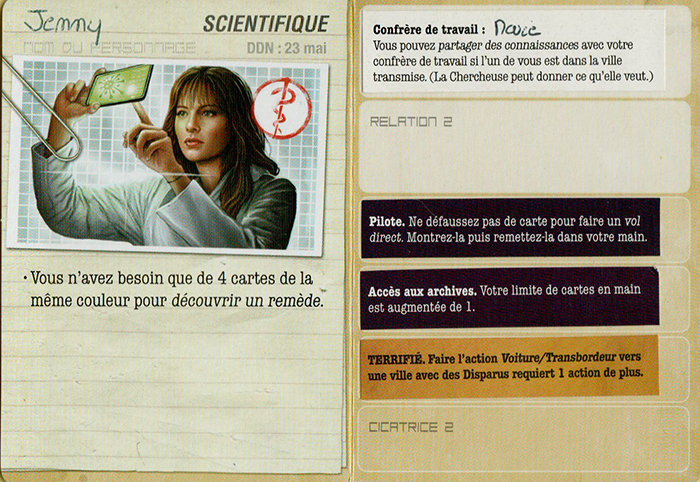 Jenny
SCIENTIFIQUE
NOM DU PERSONNAGE
DDN : 23 mai
• Vous n'avez besoin que de 4 cartes de la
même couleur pour découvrir un remède.
Confrère de travail : Marie
Vous pouvez partager des connaissances avec votre
confrère de travail si l'un de vous est dans la ville
transmise. (La Chercheuse peut donner ce qu'elle veut.)
RELATION 2
Pilote. Ne défaussez pas de carte pour faire un vol
direct. Montrez-la puis remettez-la dans votre main.
Accès aux archives. Votre limite de cartes en main
est augmentée de 1.
TERRIFIÉ. Faire l'action Voiture/Transbordeur vers
une ville avec des Disparus requiert 1 action de plus.
CICATRICE 2